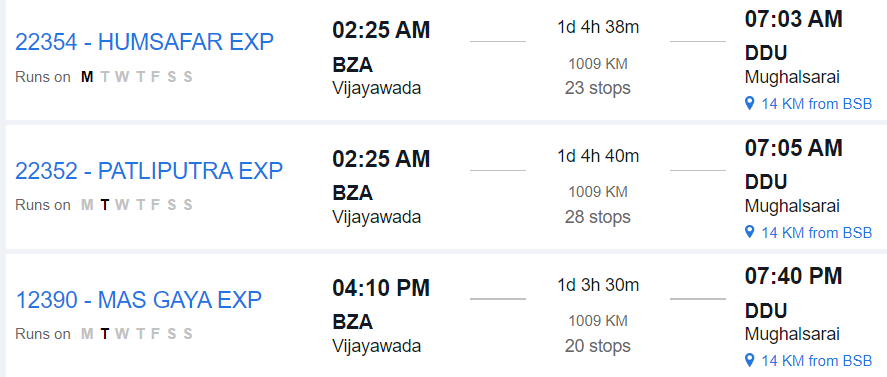 22354 - HUMSAFAR EXP
Runs on M T W T F S S
02:25 AM
BZA
Vijayawada
1d 4h 38m
1009 KM
23 stops
07:03 AM
DDU
Mughalsarai
14 KM from BSB
22352 - PATLIPUTRA EXP
Runs on M T W T F S S
02:25 AM
BZA
Vijayawada
1d 4h 40m
1009 KM
28 stops
07:05 AM
DDU
Mughalsarai
14 KM from BSB
12390 - MAS GAYA EXP
Runs on M T W T F S S
04:10 PM
BZA
Vijayawada
1d 3h 30m
1009 KM
20 stops
07:40 PM
DDU
Mughalsarai
14 KM from BSB